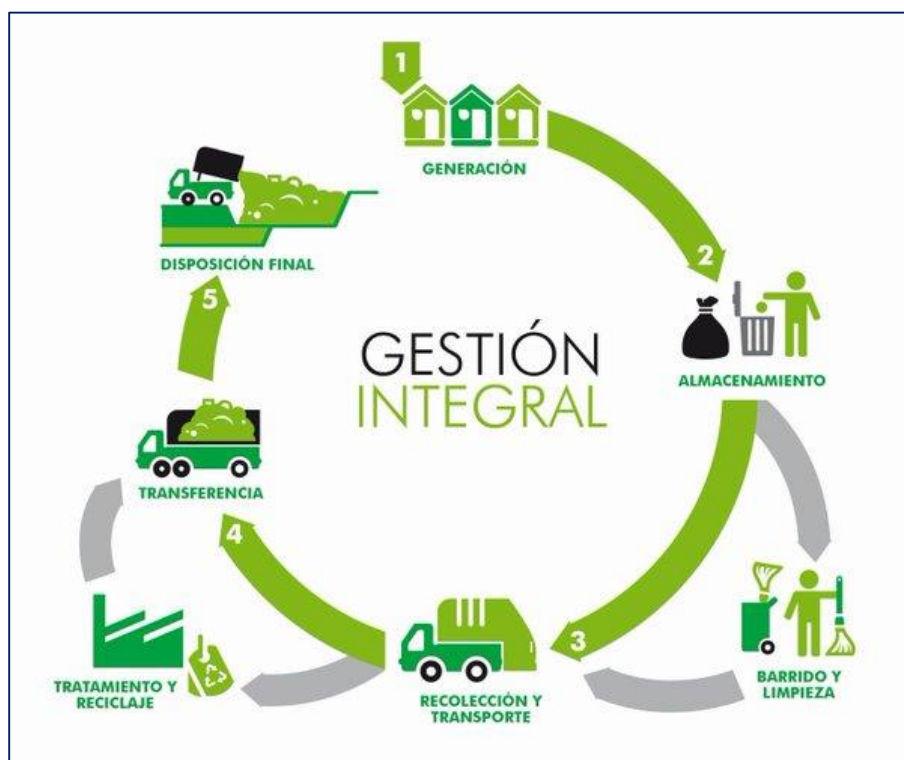 1
GENERACIÓN
2
ALMACENAMIENTO
BARRIDO Y
LIMPIEZA
3
RECOLECCIÓN Y
TRANSPORTE
TRATAMIENTO Y
RECICLAJE
4
TRANSFERENCIA
5
DISPOSICIÓN FINAL
GESTIÓN
INTEGRAL